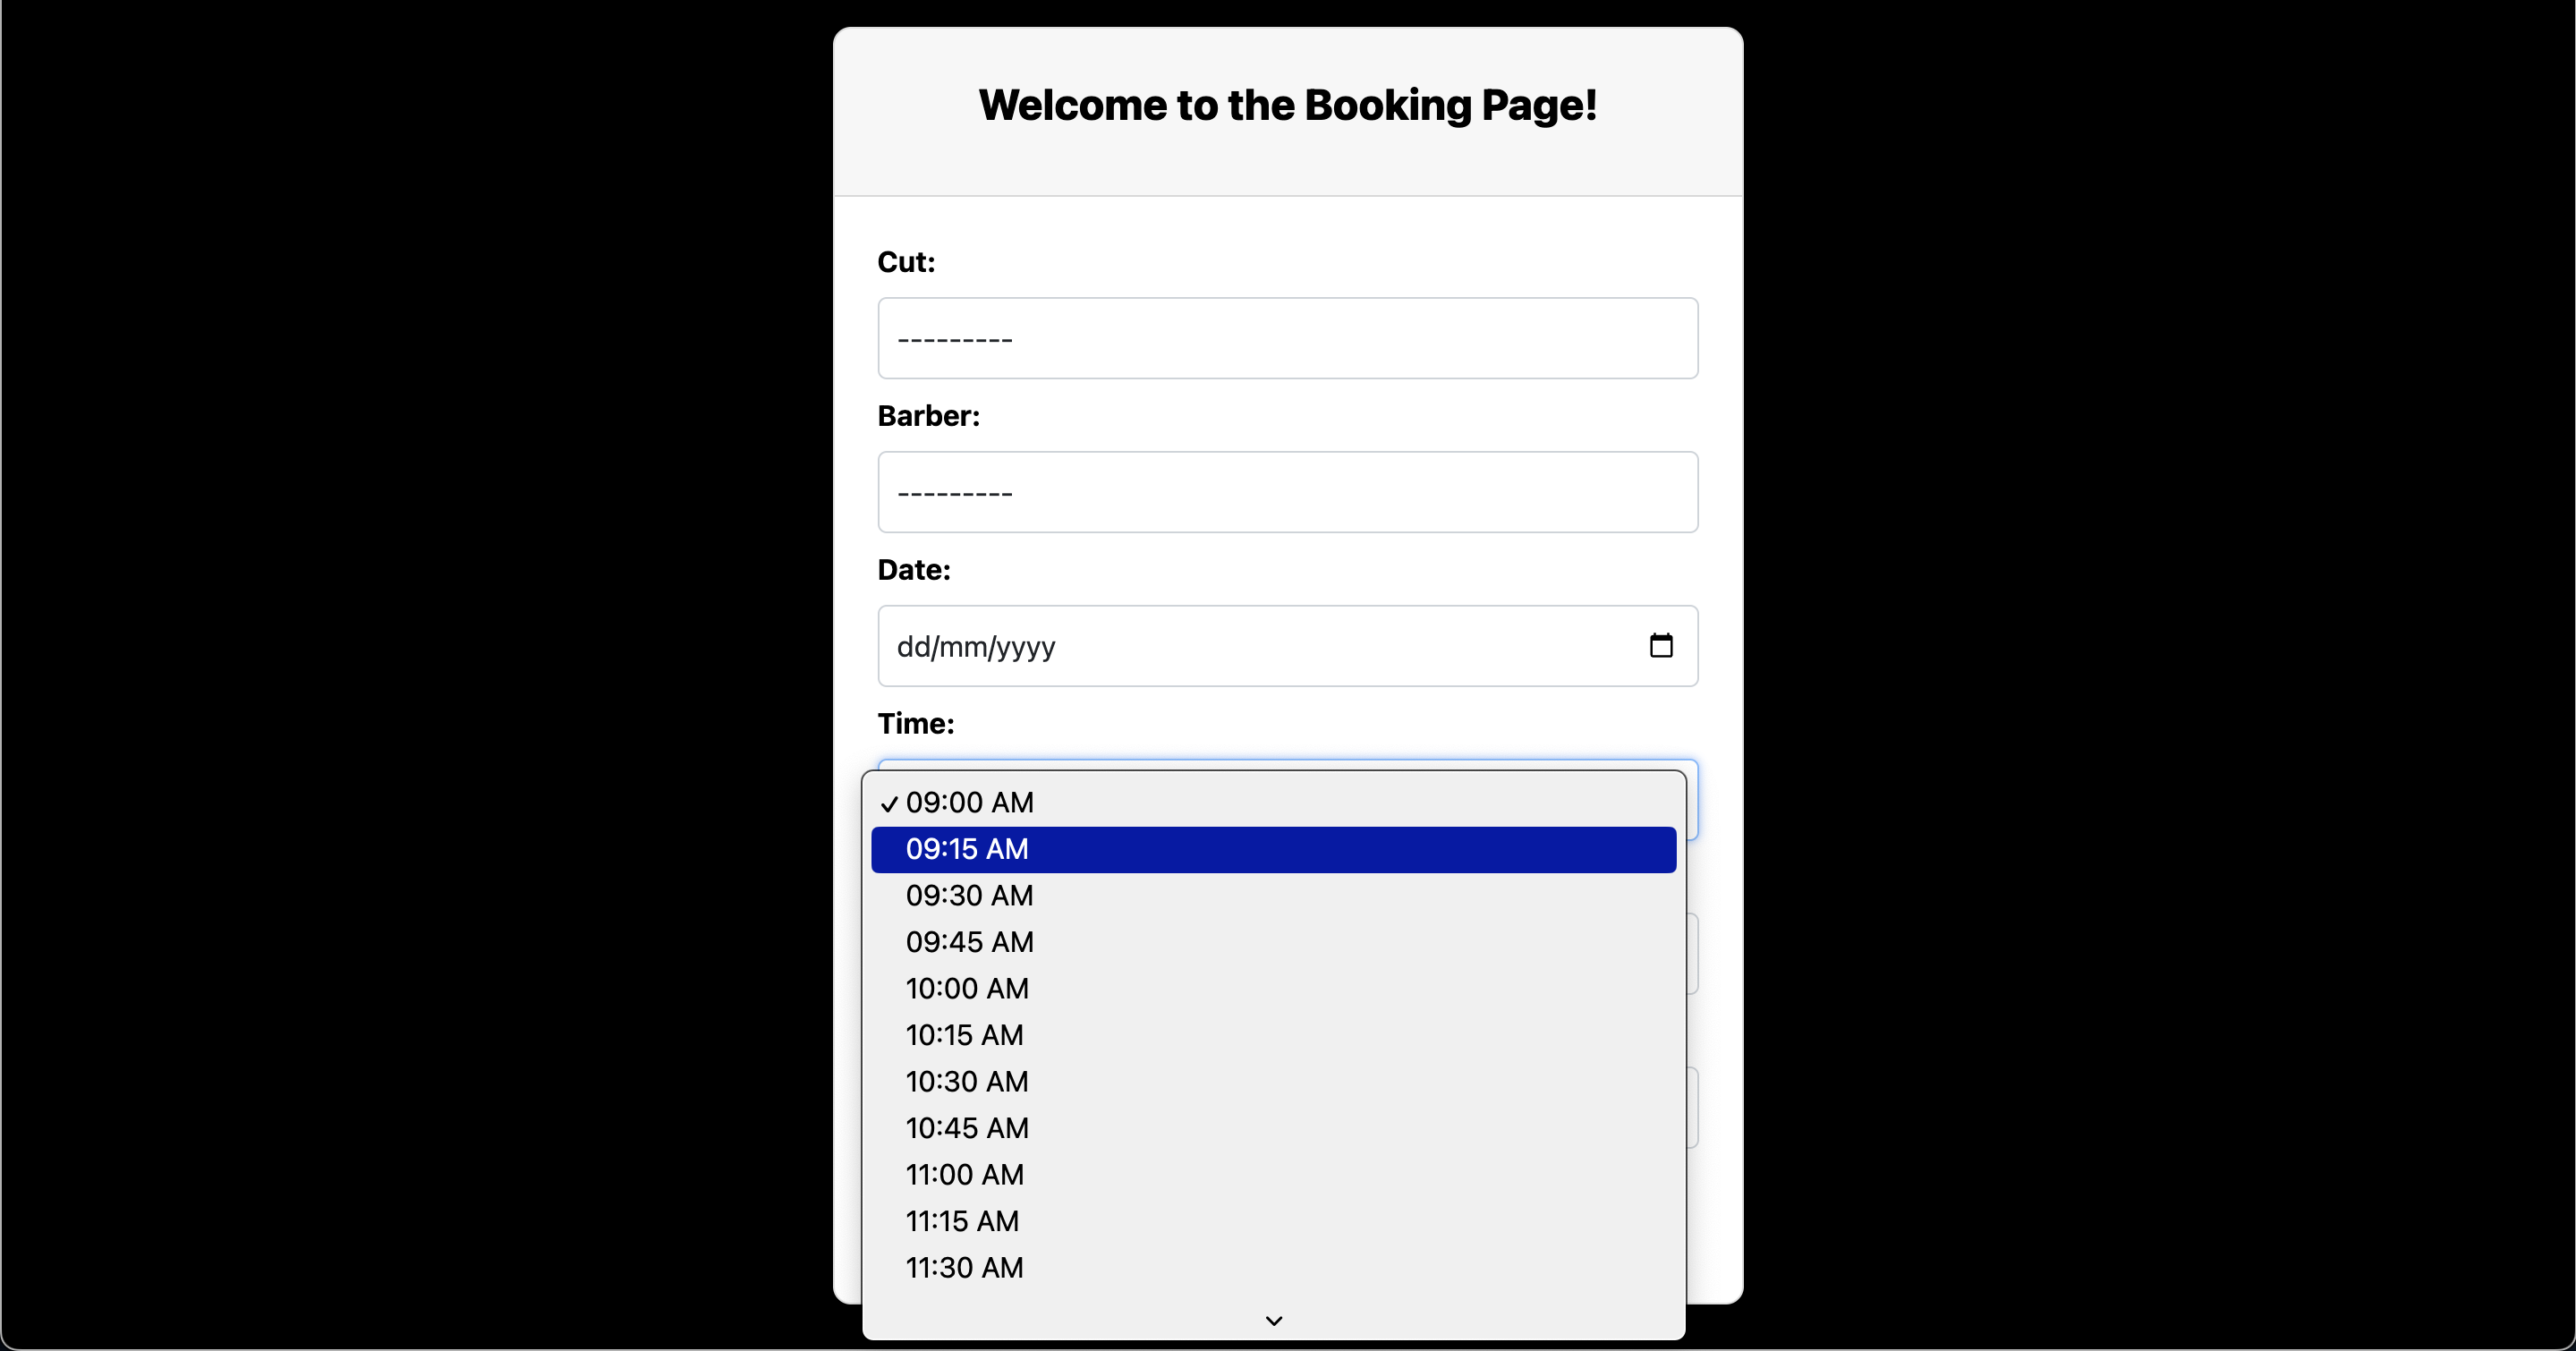 Welcome to the Booking Page!
Cut:
---------
Barber:
---------
Date:
dd/mm/yyyy
Time:
09:00 AM
09:15 AM
09:30 AM
09:45 AM
10:00 AM
10:15 AM
10:30 AM
10:45 AM
11:00 AM
11:15 AM
11:30 AM